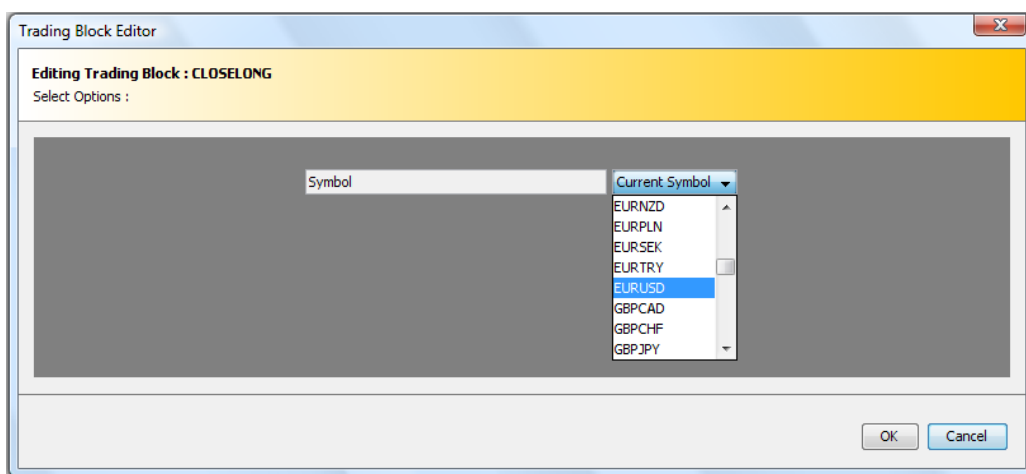 Trading Block Editor
Editing Trading Block : CLOSELONG
Select Options :
Symbol Current Symbol
EURNZD
EURPLN
EURSEK
EURTRY
EURUSD
GBPCAD
GBPCHF
GBPJPY
OK Cancel